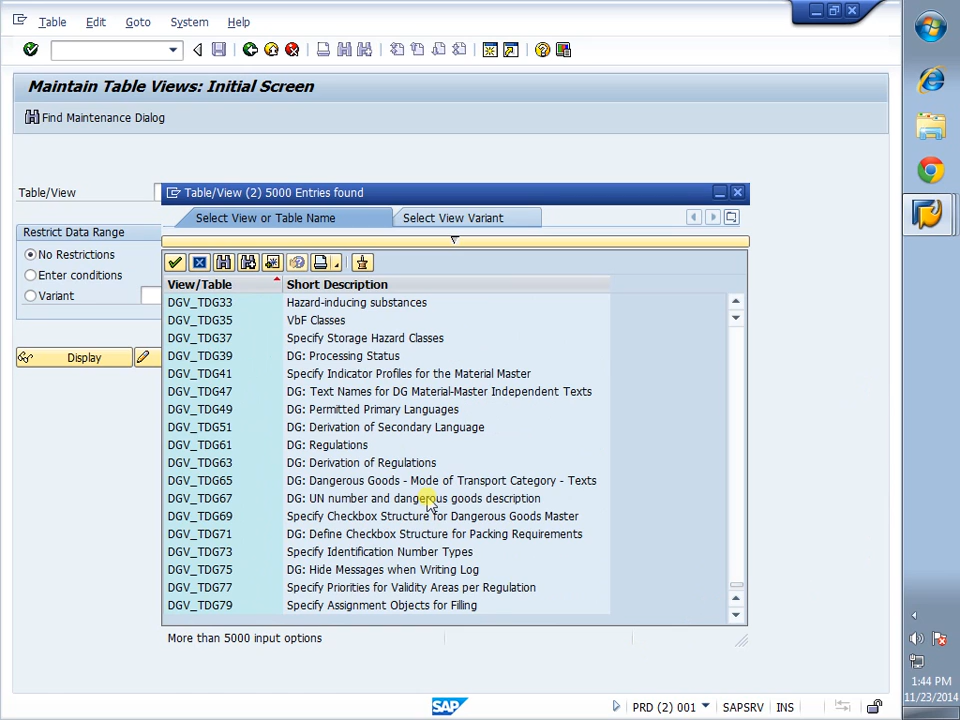 Table Edit Goto System Help
Maintain Table Views: Initial Screen
Find Maintenance Dialog
Table/View
Restrict Data Range
No Restrictions
Enter conditions
Variant
Display
Table/View (2) 5000 Entries found
Select View or Table Name Select View Variant
View/Table Short Description
DGV_TDG33 Hazard-inducing substances
DGV_TDG35 VbF Classes
DGV_TDG37 Specify Storage Hazard Classes
DGV_TDG39 DG: Processing Status
DGV_TDG41 Specify Indicator Profiles for the Material Master
DGV_TDG47 DG: Text Names for DG Material-Master Independent Texts
DGV_TDG49 DG: Permitted Primary Languages
DGV_TDG51 DG: Derivation of Secondary Language
DGV_TDG61 DG: Regulations
DGV_TDG63 DG: Derivation of Regulations
DGV_TDG65 DG: Dangerous Goods - Mode of Transport Category - Texts
DGV_TDG67 DG: UN number and dangerous goods description
DGV_TDG69 Specify Checkbox Structure for Dangerous Goods Master
DGV_TDG71 DG: Define Checkbox Structure for Packing Requirements
DGV_TDG73 Specify Identification Number Types
DGV_TDG75 DG: Hide Messages when Writing Log
DGV_TDG77 Specify Priorities for Validity Areas per Regulation
DGV_TDG79 Specify Assignment Objects for Filling
More than 5000 input options
SAP PRD (2) 001 SAPSRV INS
1:44 PM
11/23/2014